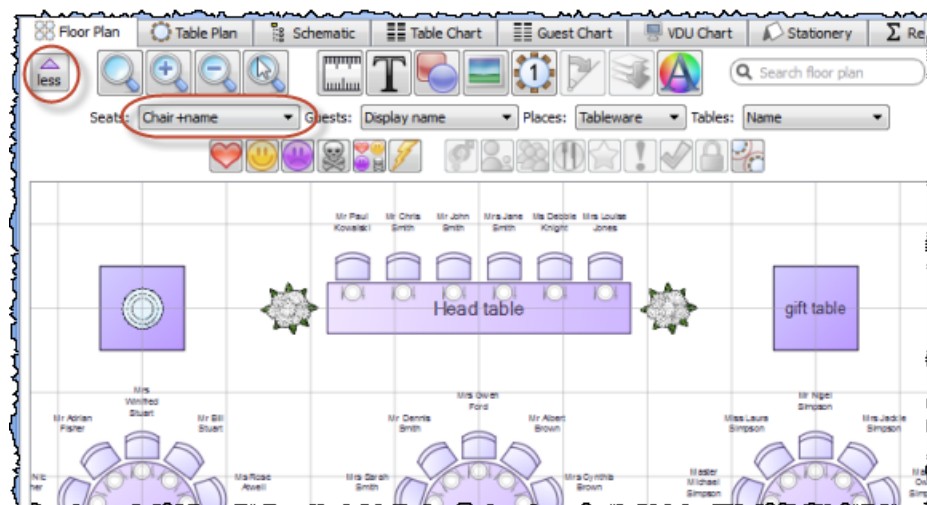 Floor Plan Table Plan Schematic Table Chart Guest Chart VDU Chart Stationery Σ Re
less T 1 A Search floor plan
Seats: Chair +name Guests: Display name Places: Tableware Tables: Name
Mr Paul Mr Chris Mr John Mrs Jane Ms Debbie Mrs Louise
Kowalski Smith Smith Smith Knight Jones
Head table
gift table
Mrs
Winifred
Stuart
Mr Adrian
Fisher
Mr Bill
Stuart
Mrs Gwen
Ford
Mr Dennis
Smith
Mr Albert
Brown
Mr Nigel
Simpson
Miss Laura
Simpson
Mrs Jackie
Simpson
Ms Rose
Atwell
Mrs Sarah
Smith
Mrs Cynthia
Brown
Master
Michael
Simpson